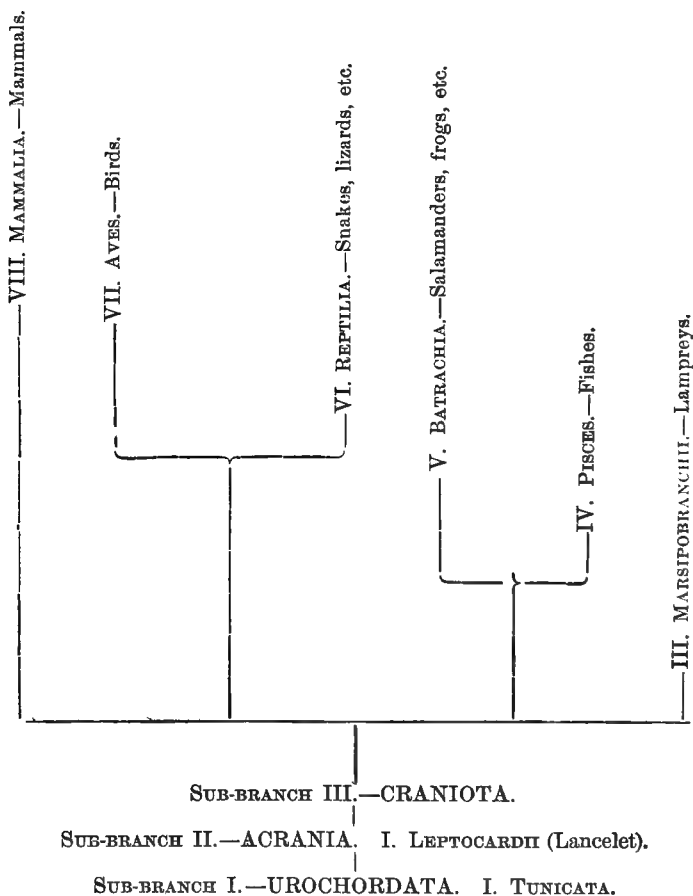 VIII. MAMMALIA.—Mammals.
VII. AVES.—Birds.
VI. REPTILIA.—Snakes, lizards, etc.
V. BATRACHIA.—Salamanders, frogs, etc.
IV. PISCES.—Fishes.
III. MARSIPOBRANCHII.—Lampreys.
SUB-BRANCH III.—CRANIOTA.
SUB-BRANCH II.—ACRANIA. I. LEPTOCARDII (Lancelet).
SUB-BRANCH I.—UROCHORDATA. I. TUNICATA.